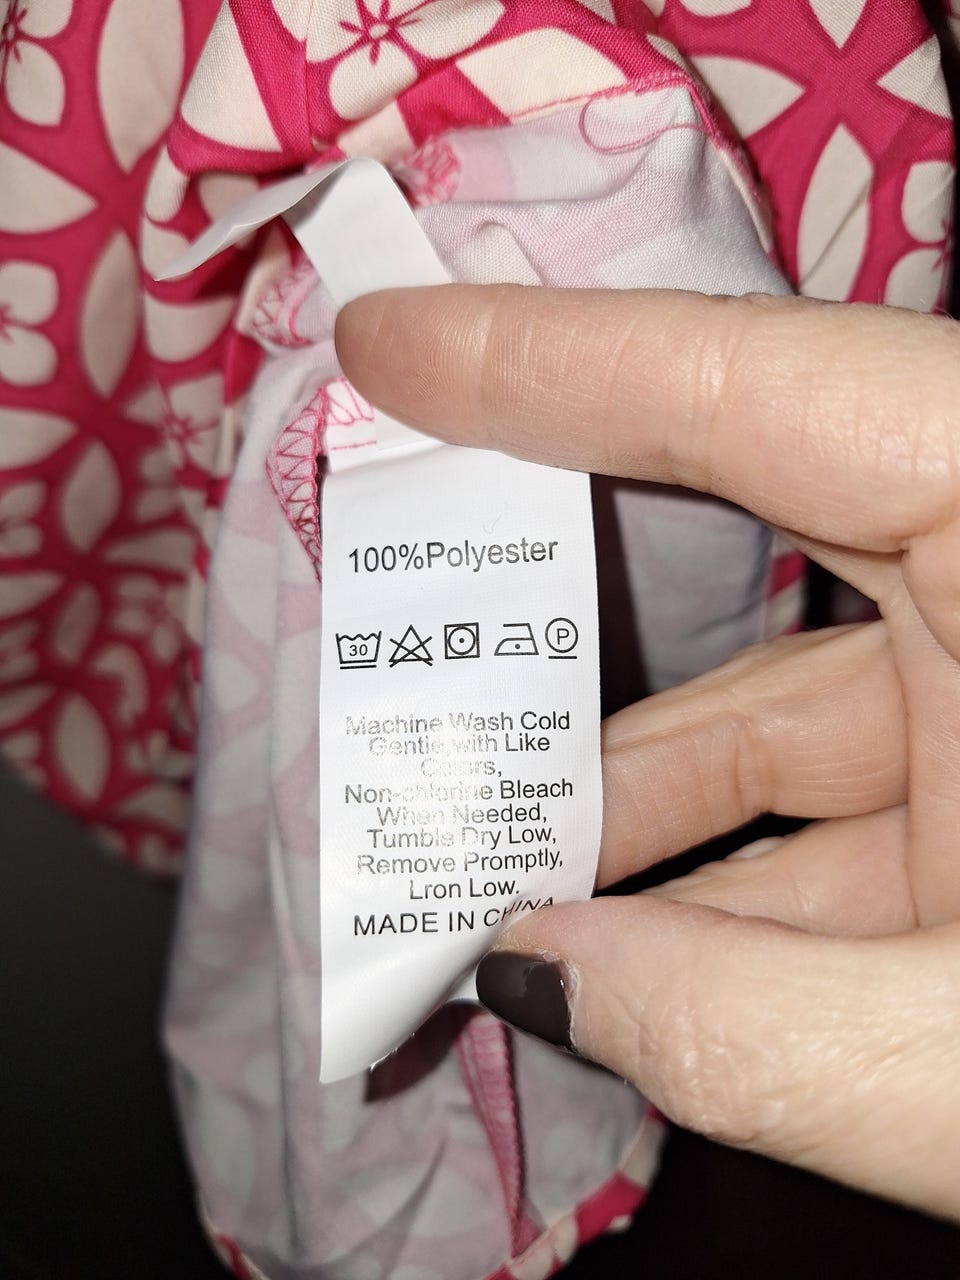 100%Polyester
30 P
Machine Wash Cold
Gentle with Like
Colors,
Non-chlorine Bleach
When Needed,
Tumble Dry Low,
Remove Promptly,
Lron Low.
MADE IN CHINA